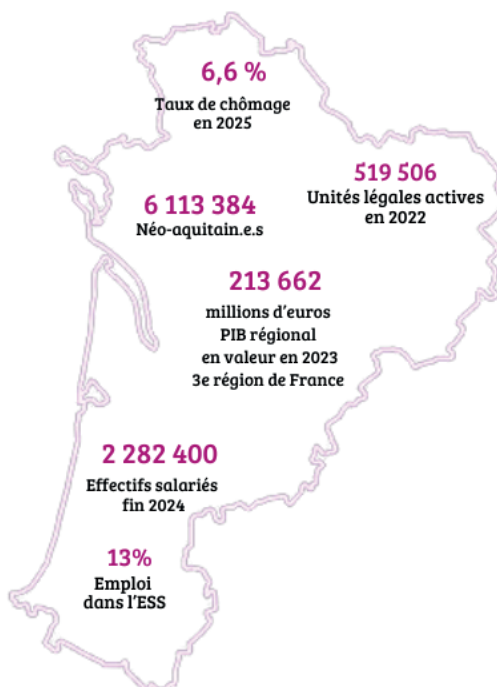 6,6 %
Taux de chômage
en 2025
519 506
Unités légales actives
en 2022
6 113 384
Néo-aquitain.e.s
213 662
millions d'euros
PIB régional
en valeur en 2023
3e région de France
2 282 400
Effectifs salariés
fin 2024
13%
Emploi
dans l'ESS